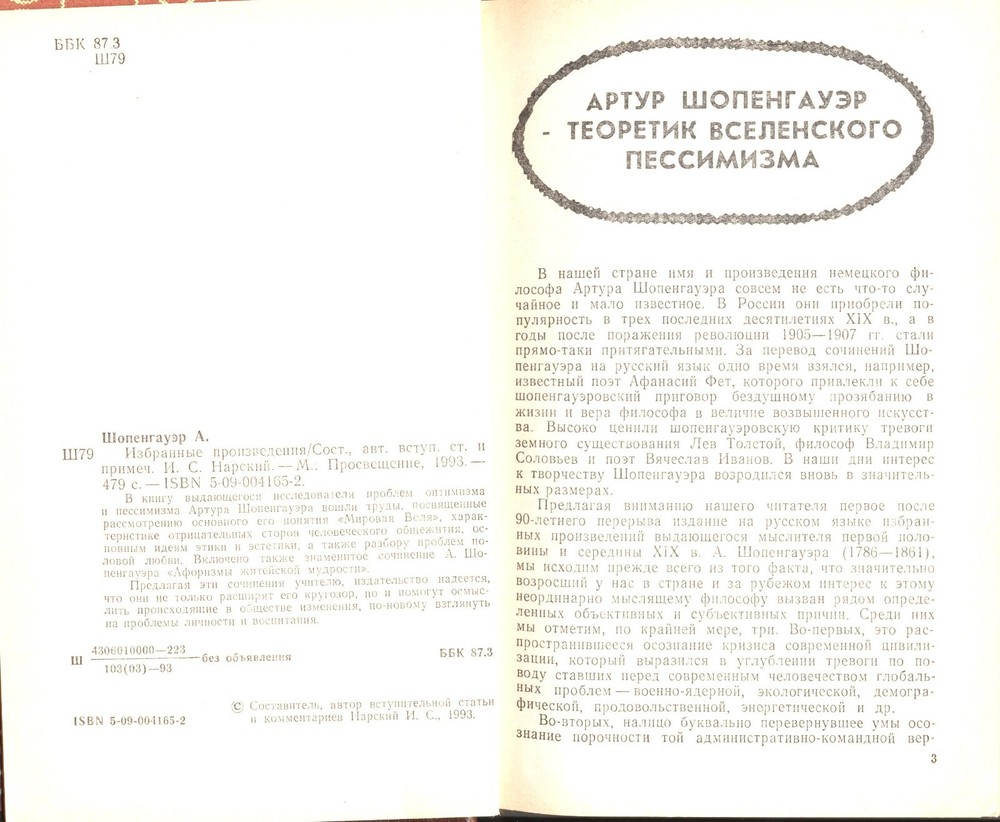 ББК 87.3
Ш79
Шопенгауэр А.
Ш79 Избранные произведения/Сост., авт. вступ. ст. и
примеч. И. С. Нарский. — М.: Просвещение, 1993. —
479 с. — ISBN 5-09-004165-2.
В книгу выдающегося исследователя проблем оптимизма
и пессимизма Артура Шопенгауэра вошли труды, посвященные
рассмотрению основного его понятия «Мировая Воля», харак-
теристике отрицательных сторон человеческого общежития, ос-
новным идеям этики и эстетики, а также разбору проблем по-
ловой любви. Включено также знаменитое сочинение А. Шо-
пенгауэра «Афоризмы житейской мудрости».
Предлагая эти сочинения учителю, издательство надеется,
что они не только расширят его кругозор, но и помогут осмыс-
лить происходящие в обществе изменения, по-новому взглянуть
на проблемы личности и воспитания.
Ш 4306010000—223
103(03)—93 без объявления
ББК 87.3
ISBN 5-09-004165-2
© Составитель, автор вступительной статьи
и комментариев Нарский И. С., 1993.
АРТУР ШОПЕНГАУЭР
- ТЕОРЕТИК ВСЕЛЕНСКОГО
ПЕССИМИЗМА
В нашей стране имя и произведения немецкого фи-
лософа Артура Шопенгауэра совсем не есть что-то слу-
чайное и мало известное. В России они приобрели по-
пулярность в трех последних десятилетиях XIX в., а в
годы после поражения революции 1905—1907 гг. стали
прямо-таки притягательными. За перевод сочинений Шо-
пенгауэра на русский язык одно время взялся, например,
известный поэт Афанасий Фет, которого привлекли к себе
шопенгауэровский приговор бездушному прозябанию в
жизни и вера философа в величие возвышенного искусст-
ва. Высоко ценили шопенгауэровскую критику тревоги
земного существования Лев Толстой, философ Владимир
Соловьев и поэт Вячеслав Иванов. В наши дни интерес
к творчеству Шопенгауэра возродился вновь в значитель-
ных размерах.
Предлагая вниманию нашего читателя первое после
90-летнего перерыва издание на русском языке избран-
ных произведений выдающегося мыслителя первой поло-
вины и середины XIX в. А. Шопенгауэра (1786—1861),
мы исходим прежде всего из того факта, что значительно
возросший у нас в стране и за рубежом интерес к этому
неординарно мыслящему философу вызван рядом опреде-
ленных объективных и субъективных причин. Среди них
мы отметим, по крайней мере, три. Во-первых, это рас-
пространившееся осознание кризиса современной цивили-
зации, который выразился в углублении тревоги по по-
воду ставших перед современным человечеством глобаль-
ных проблем — военно-ядерной, экологической, демогра-
фической, продовольственной, энергетической и др.
Во-вторых, налицо буквально перевернувшее умы осо-
знание порочности той административно-командной вер-
3